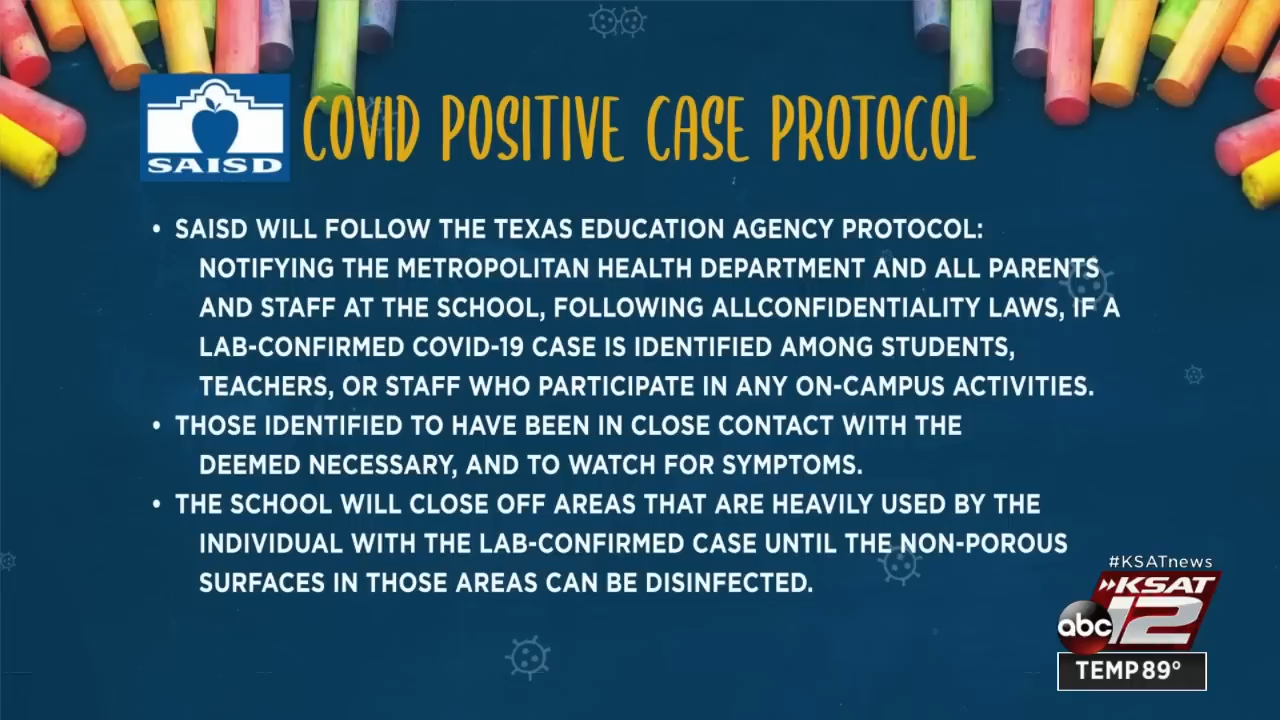 SAISD
COVID POSITIVE CASE PROTOCOL
• SAISD WILL FOLLOW THE TEXAS EDUCATION AGENCY PROTOCOL:
NOTIFYING THE METROPOLITAN HEALTH DEPARTMENT AND ALL PARENTS
AND STAFF AT THE SCHOOL, FOLLOWING ALLCONFIDENTIALITY LAWS, IF A
LAB-CONFIRMED COVID-19 CASE IS IDENTIFIED AMONG STUDENTS,
TEACHERS, OR STAFF WHO PARTICIPATE IN ANY ON-CAMPUS ACTIVITIES.
• THOSE IDENTIFIED TO HAVE BEEN IN CLOSE CONTACT WITH THE
DEEMED NECESSARY, AND TO WATCH FOR SYMPTOMS.
• THE SCHOOL WILL CLOSE OFF AREAS THAT ARE HEAVILY USED BY THE
INDIVIDUAL WITH THE LAB-CONFIRMED CASE UNTIL THE NON-POROUS
SURFACES IN THOSE AREAS CAN BE DISINFECTED.
#KSATnews
KSAT
abc 12
TEMP 89°